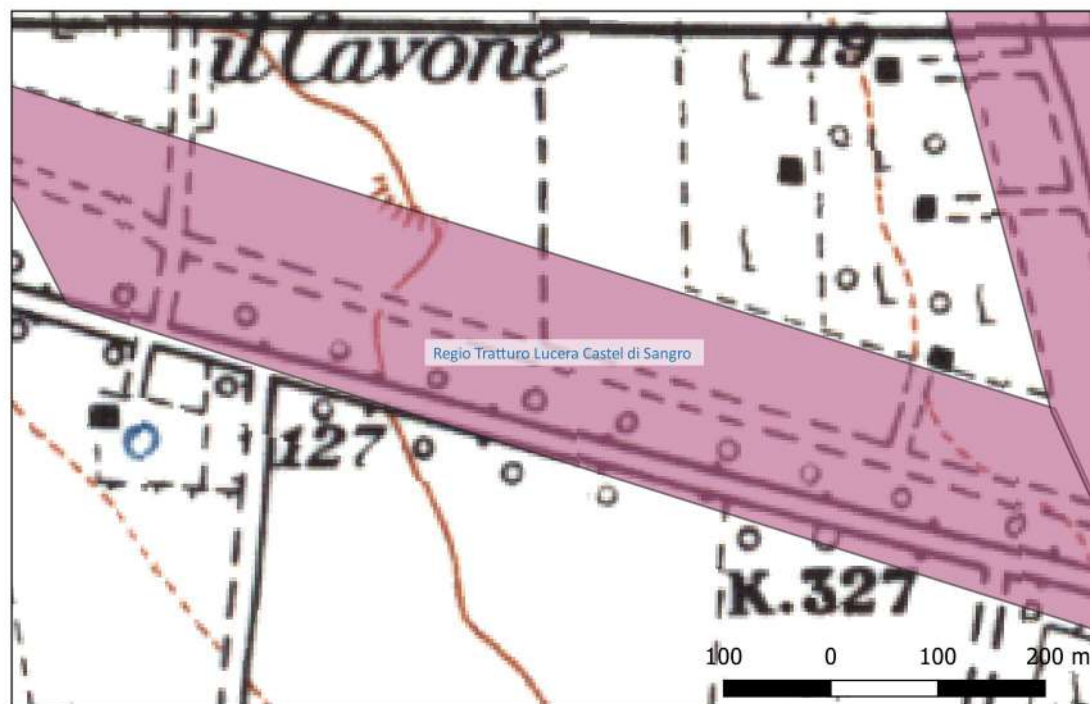 il Cavone
119
Regio Tratturo Lucera Castel di Sangro
127
K.327
100 0 100 200 m